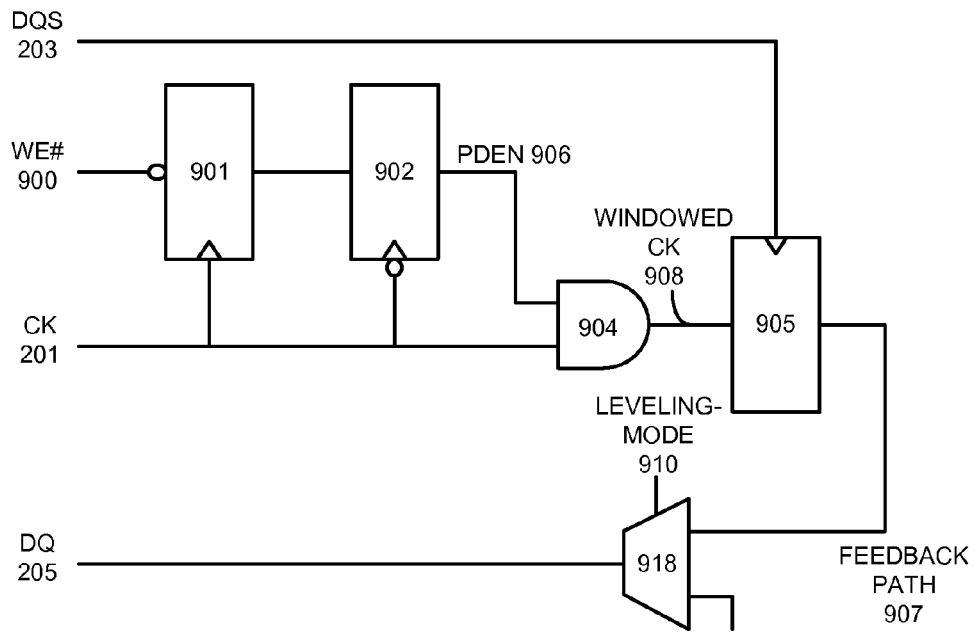 DQS
203
WE#
900
901
902
PDEN 906
WINDOWED
CK
908
CK
201
904
905
LEVELING-
MODE
910
DQ
205
918
FEEDBACK
PATH
907